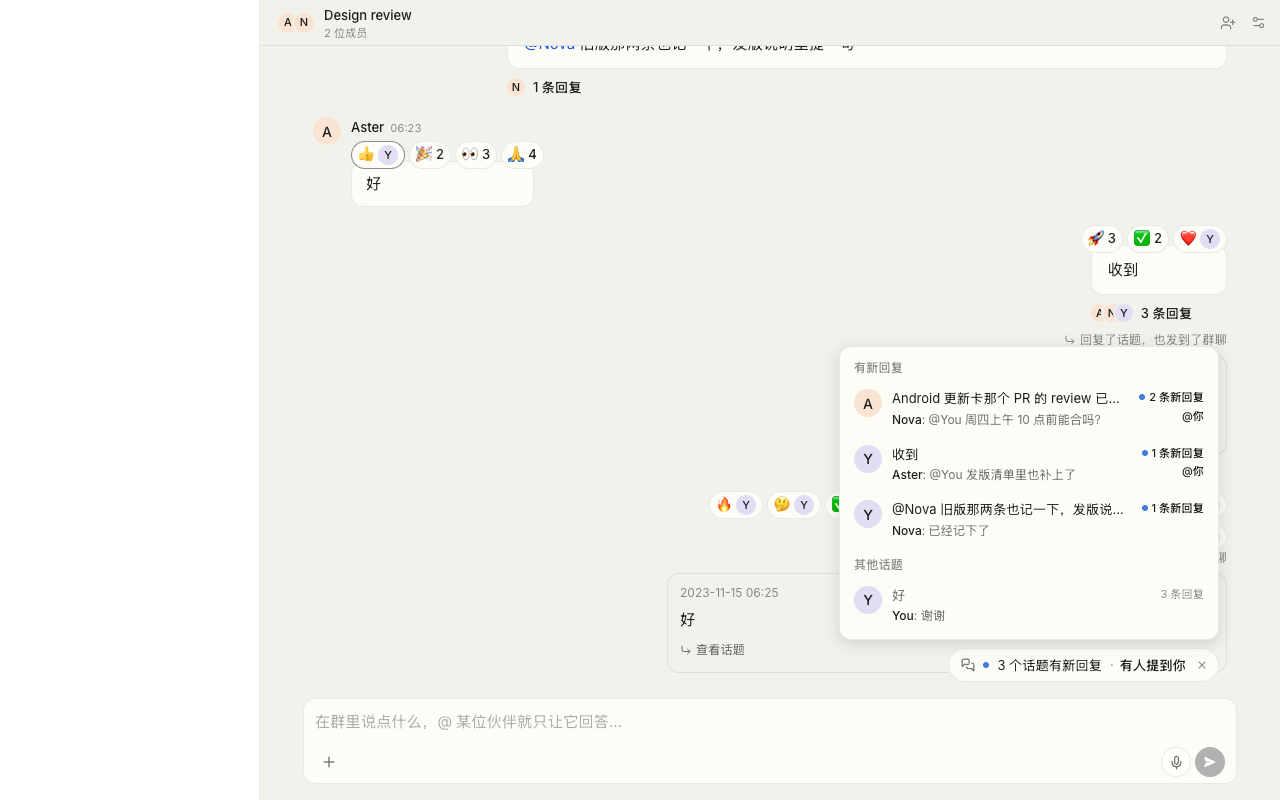 A N
Design review
2 位成员
N
1 条回复
A
Aster 06:23
Y 2 3 4
好
3 2 Y
收到
A N Y 3 条回复
回复了话题，也发到了群聊
有新回复
A
Android 更新卡那个 PR 的 review 已...
2 条新回复
Nova: @You 周四上午 10 点前能合吗?
@你
Y
收到
1 条新回复
Aster: @You 发版清单里也补上了
@你
Y Y
Y
@Nova 旧版那两条也记一下，发版说...
1 条新回复
Nova: 已经记下了
聊
其他话题
2023-11-15 06:25
好
查看话题
Y
好
3 条回复
You: 谢谢
3 个话题有新回复 · 有人提到你
在群里说点什么，@ 某位伙伴就只让它回答...